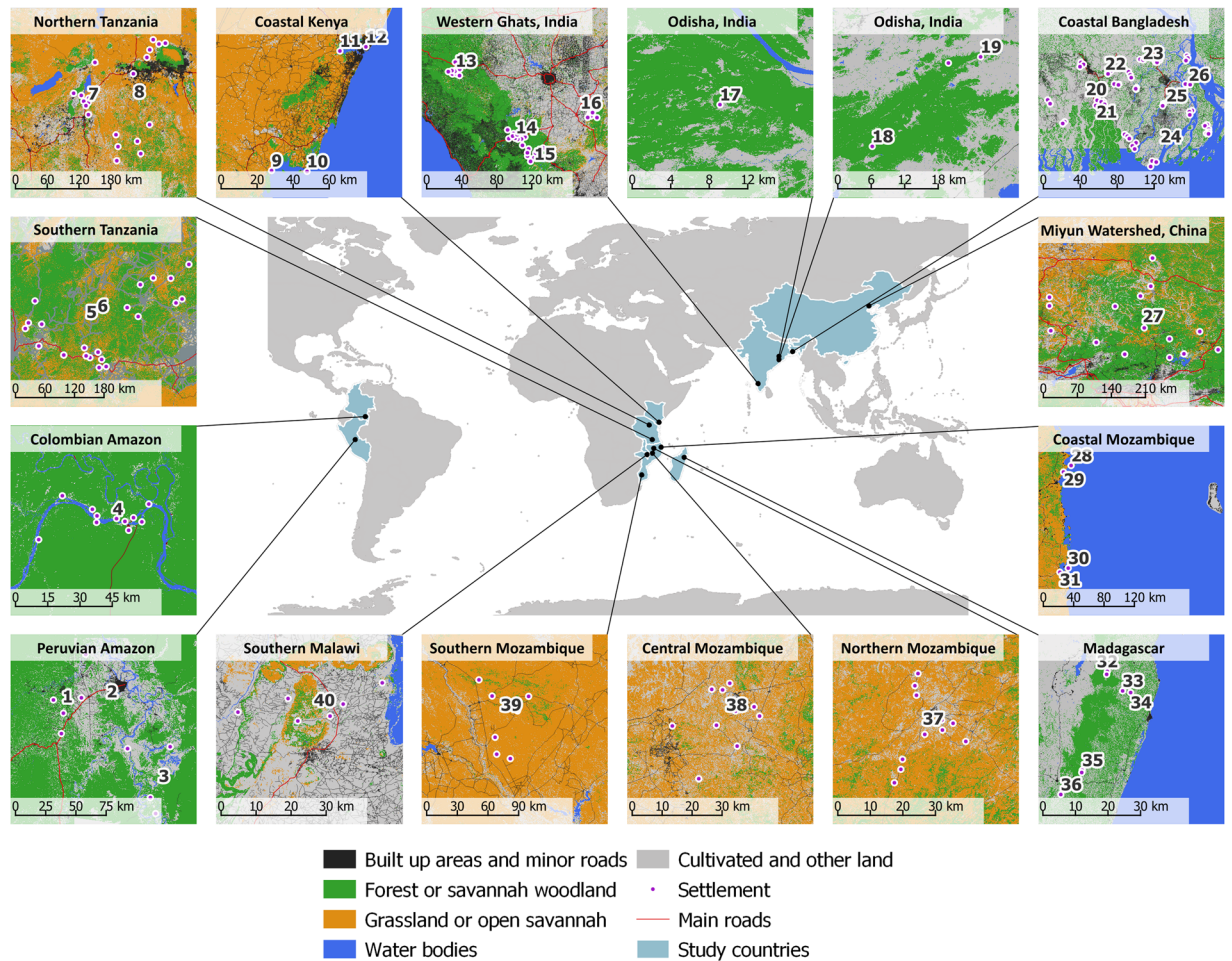 Northern Tanzania
7
8
0 60 120 180 km
Coastal Kenya
11
12
9
10
0 20 40 60 km
Western Ghats, India
13
16
14
15
0 40 80 120 km
Odisha, India
17
0 3 6 9 12 km
Odisha, India
19
18
0 10 20 30 km
Coastal Bangladesh
23
22
26
20
25
21
24
0 40 80 120 km
Southern Tanzania
5
6
0 60 120 180 km
Miyun Watershed, China
27
0 70 140 210 km
Colombian Amazon
4
0 15 30 45 km
Coastal Mozambique
28
29
30
31
0 40 80 120 km
Peruvian Amazon
1
2
3
0 25 50 75 km
Southern Malawi
40
0 10 20 30 km
Southern Mozambique
39
0 30 60 90 km
Central Mozambique
38
0 10 20 30 km
Northern Mozambique
37
0 10 20 30 km
Madagascar
32
33
34
35
36
0 10 20 30 km
Built up areas and minor roads
Forest or savannah woodland
Grassland or open savannah
Water bodies
Cultivated and other land
Settlement
Main roads
Study countries